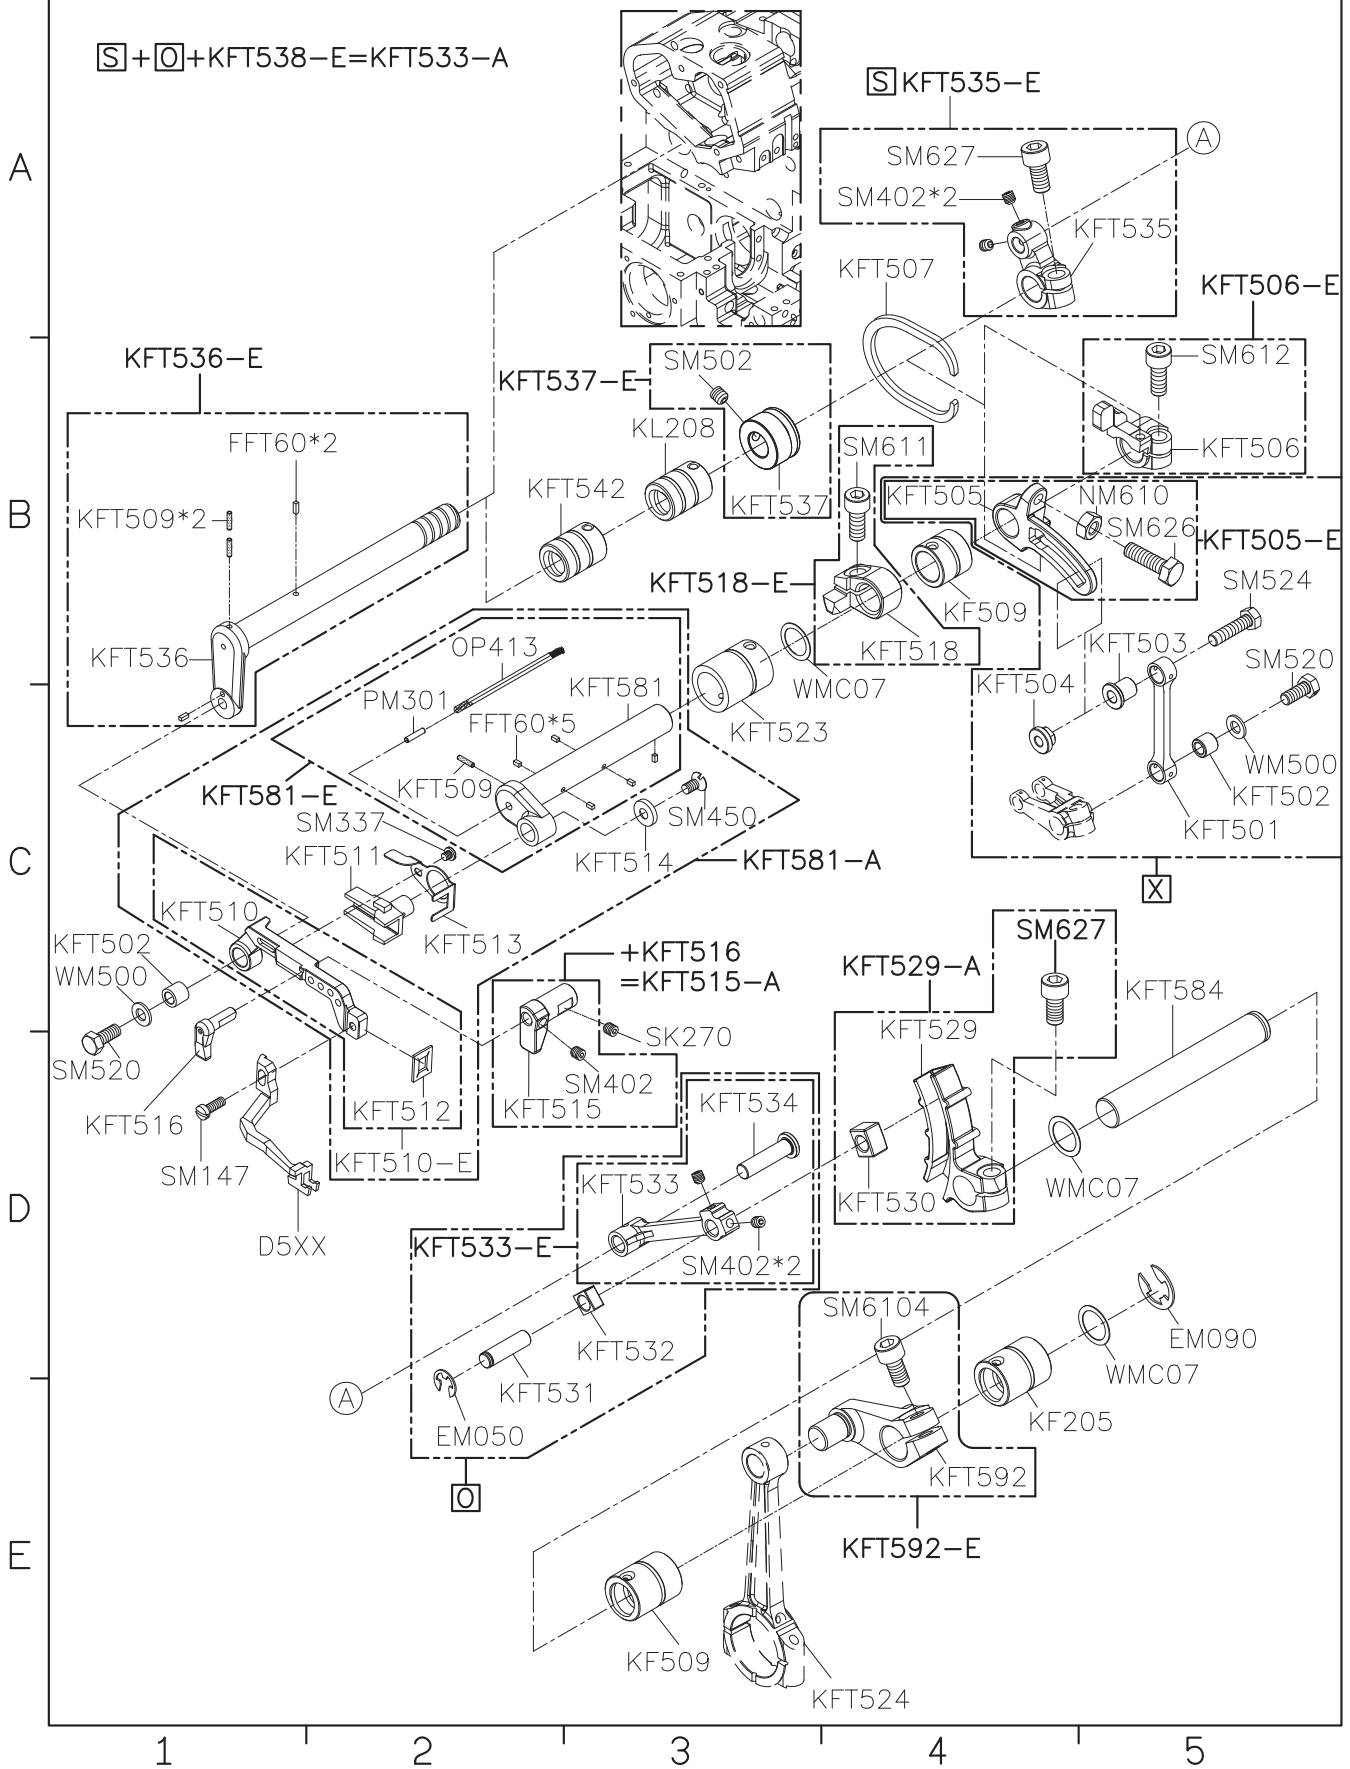 S+O+KFT538-E=KFT533-A
S KFT535-E
A
SM627
A
SM402*2
KFT535
KFT507
KFT506-E
KFT536-E
SM502
KFT537-E
SM612
FFT60*2
KL208
SM611
KFT506
KFT542
KFT537
KFT505
NM610
B
KFT509*2
SM626
KFT505-E
KFT518-E
SM524
KF509
KFT536
OP413
KFT518
KFT503
SM520
PM301
KFT581
WMC07
KFT504
FFT60*5
KFT523
WM500
KFT509
KFT502
KFT581-E
SM337
SM450
KFT501
KFT511
KFT514
KFT581-A
C
X
KFT510
KFT513
KFT502
WM500
+KFT516
=KFT515-A
KFT529-A
SM627
KFT584
SM520
SK270
KFT529
KFT516
KFT512
SM402
KFT515
KFT534
SM147
KFT510-E
KFT533
KFT530
WMC07
D
D5XX
KFT533-E
SM402*2
SM6104
EM090
KFT532
WMC07
A
KFT531
KF205
EM050
KFT592
O
KFT592-E
E
KF509
KFT524
1
2
3
4
5